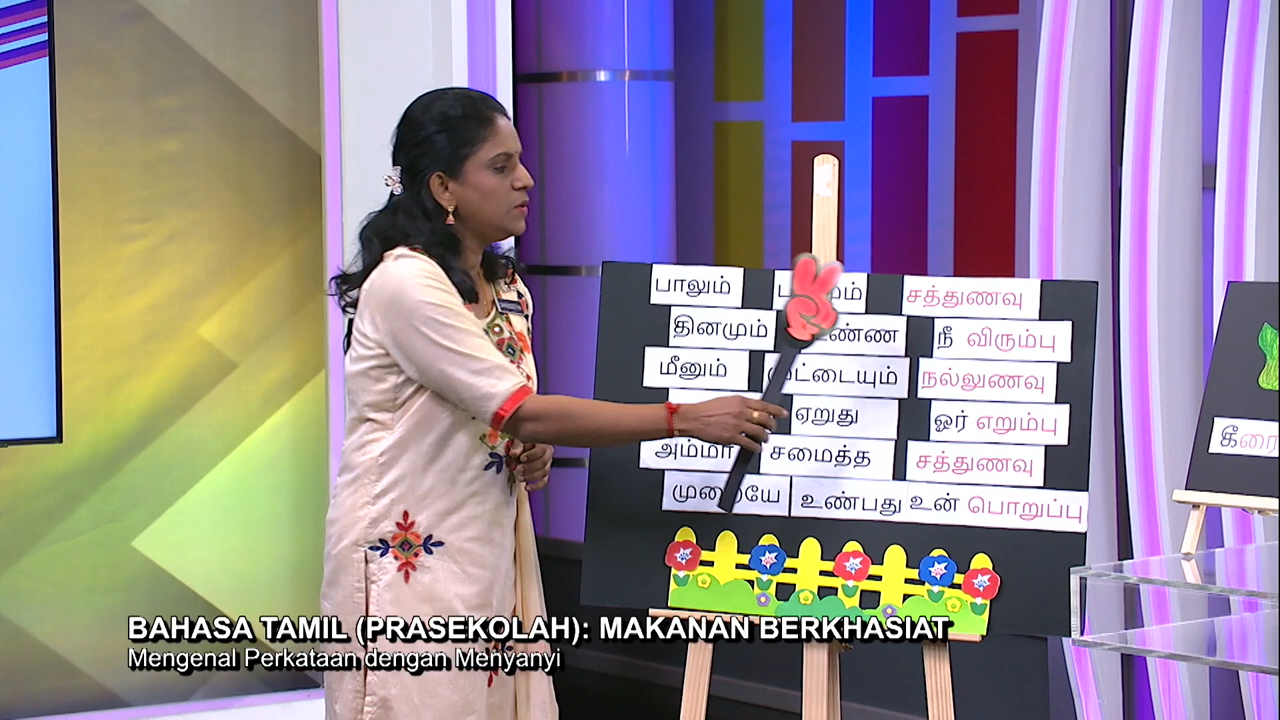 பாலும் சத்துணவு
தினமும் நீ விரும்பு
மீனும் நல்லுணவு
ஏறுது ஓர் எறும்பு
அம்மா சமைத்த சத்துணவு
உண்பது உன் பொறுப்பு
கீரை
BAHASA TAMIL (PRASEKOLAH): MAKANAN BERKHASIAT
Mengenal Perkataan dengan Menyanyi